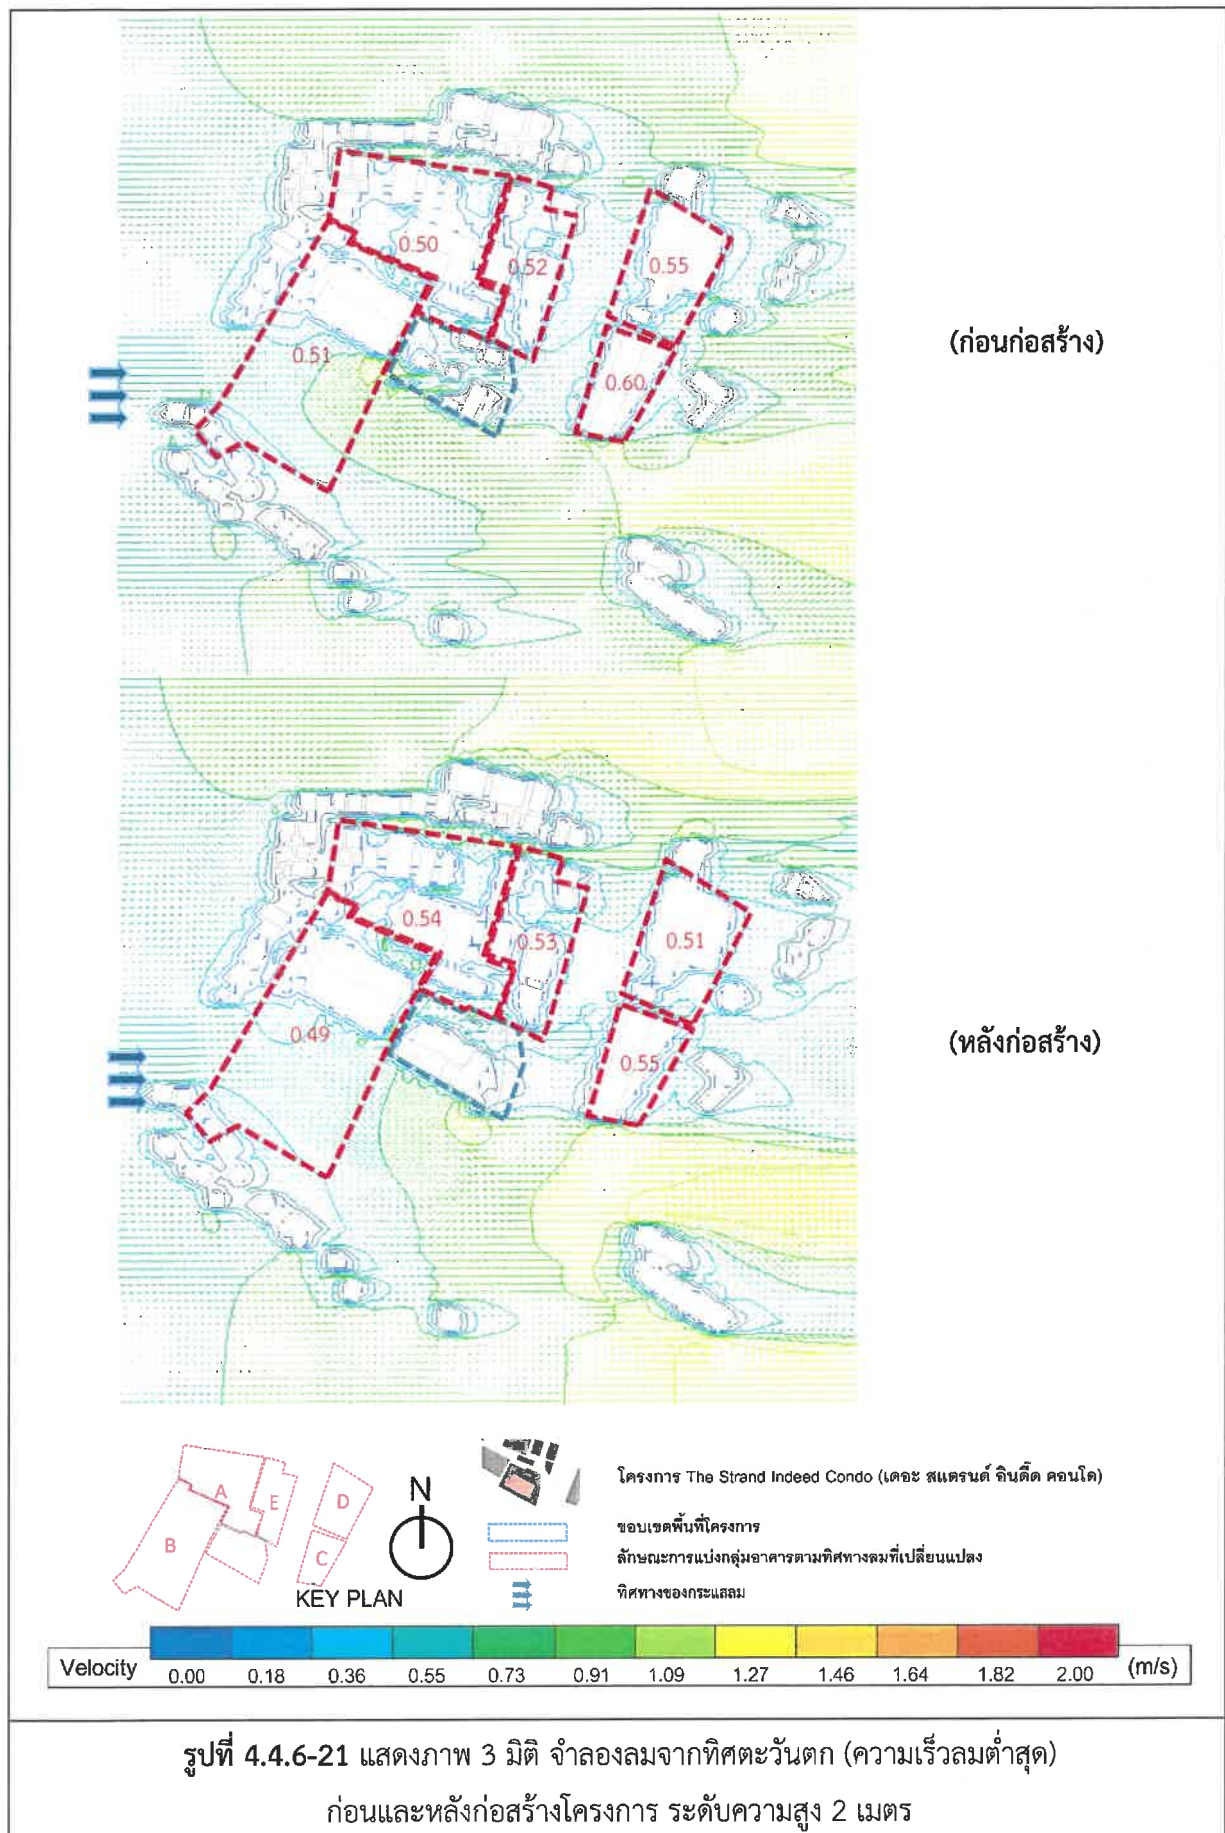 0.50
0.52
0.55
(ก่อนก่อสร้าง)
0.51
0.60
0.54
0.53
0.51
0.49
(หลังก่อสร้าง)
0.55
A
E
D
B
C
KEY PLAN
N
โครงการ The Strand Indeed Condo (เดอะ สแตรนด์ อินดี๊ด คอนโด)
ขอบเขตพื้นที่โครงการ
ลักษณะการแบ่งกลุ่มอาคารตามทิศทางลมที่เปลี่ยนแปลง
ทิศทางของกระแสลม
Velocity 0.00 0.18 0.36 0.55 0.73 0.91 1.09 1.27 1.46 1.64 1.82 2.00 (m/s)
รูปที่ 4.4.6-21 แสดงภาพ 3 มิติ จำลองลมจากทิศตะวันตก (ความเร็วลมต่ำสุด)
ก่อนและหลังก่อสร้างโครงการ ระดับความสูง 2 เมตร